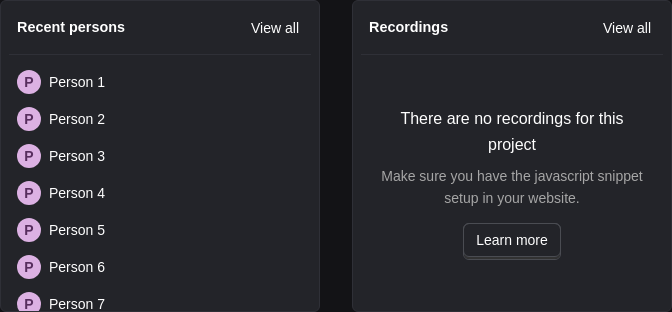 Recent persons
View all
P Person 1
P Person 2
P Person 3
P Person 4
P Person 5
P Person 6
P Person 7
Recordings
View all
There are no recordings for this
project
Make sure you have the javascript snippet
setup in your website.
Learn more